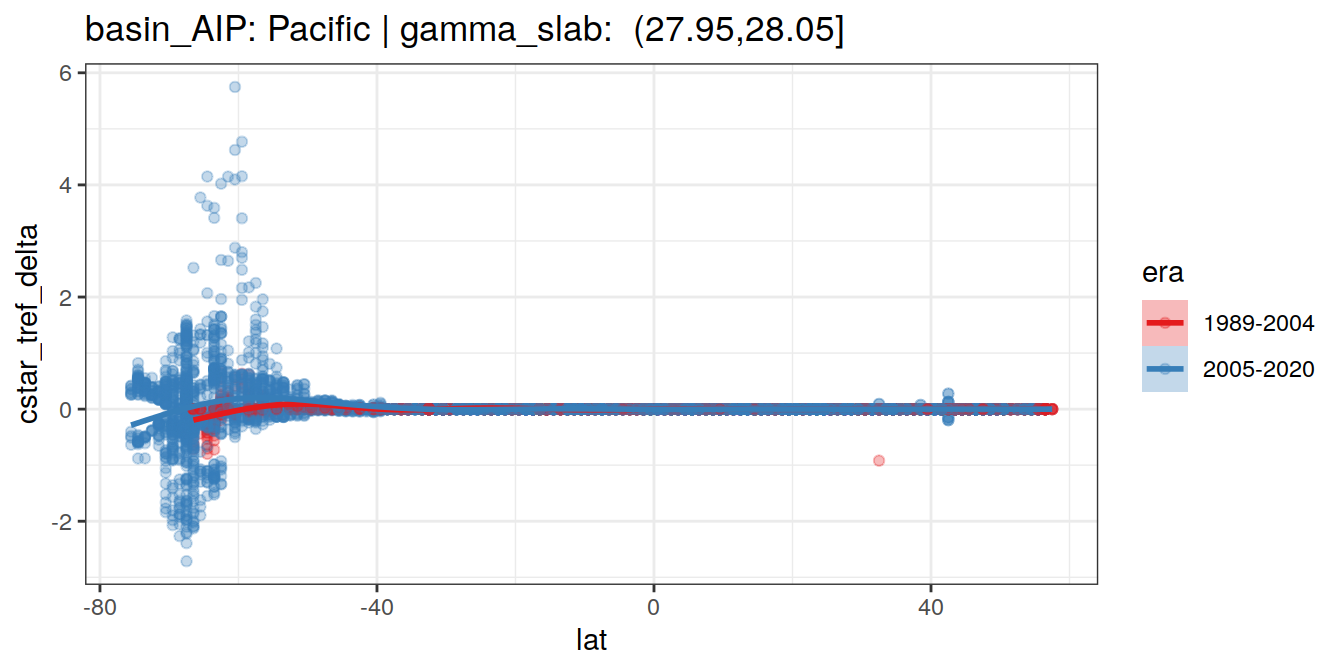 basin_AIP: Pacific | gamma_slab:  (27.95,28.05]
6
4
2
0
-2
cstar_tref_delta
-80
-40
0
40
lat
era
1989-2004
2005-2020